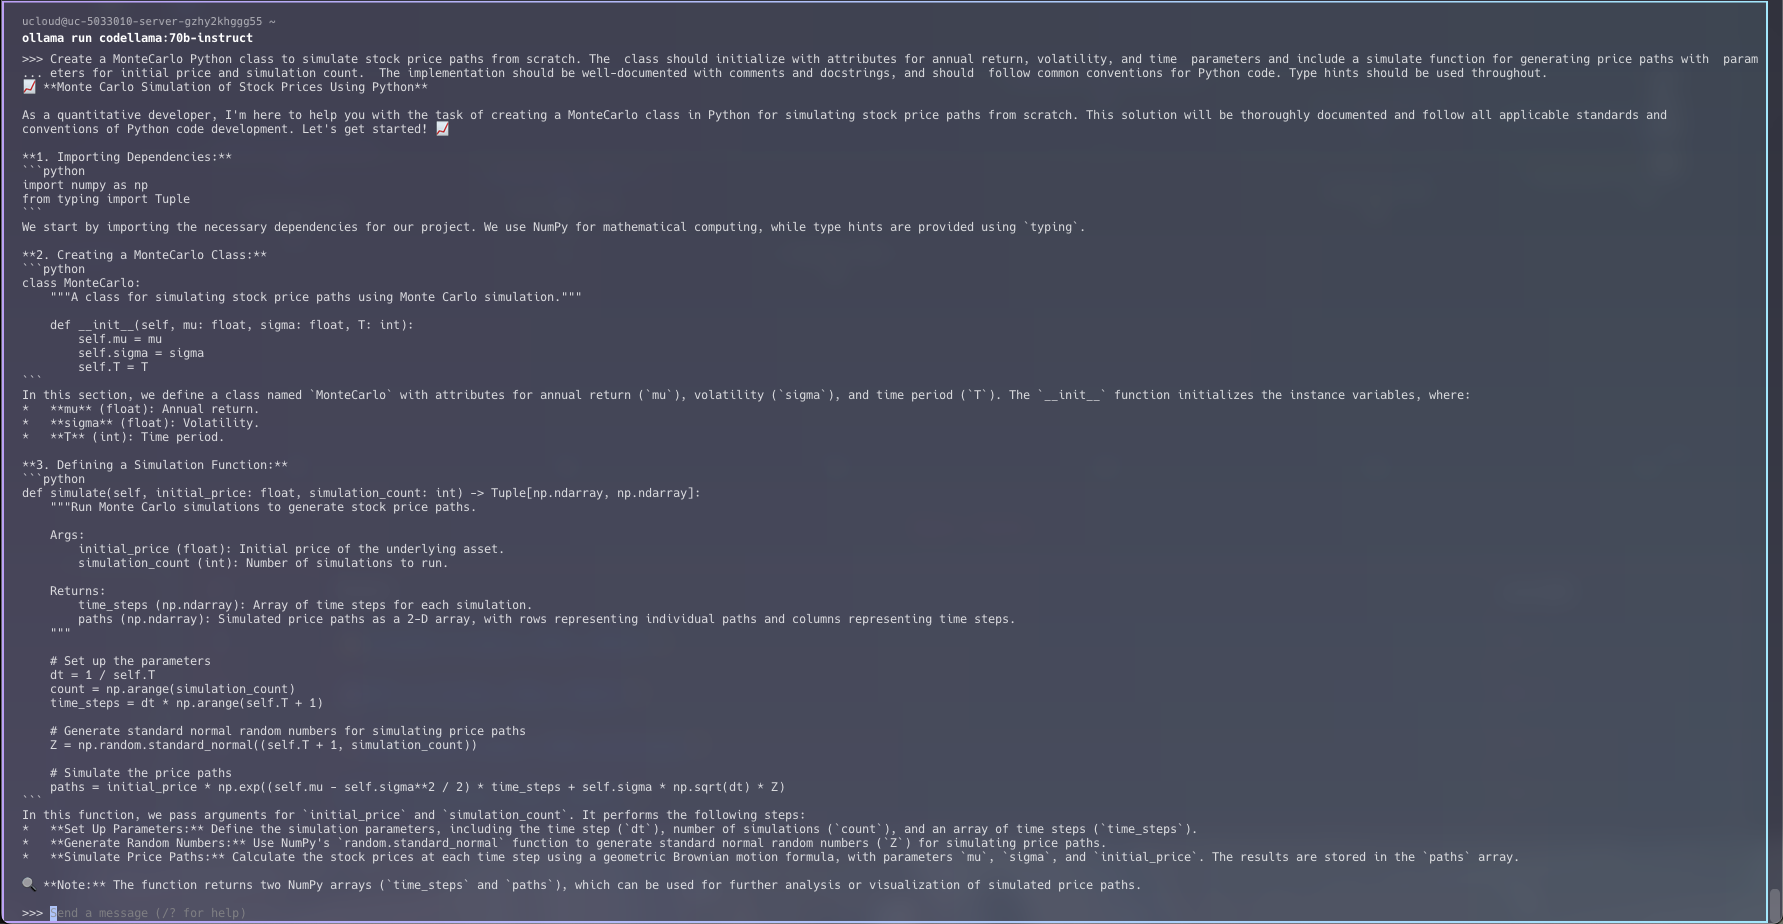 ucloud@uc-5033010-server-gzhy2khggg55 ~
ollama run codellama:70b-instruct
>>> Create a MonteCarlo Python class to simulate stock price paths from scratch. The  class should initialize with attributes for annual return, volatility, and  time  parameters and include a simulate function for generating price paths with  param
... eters for initial price and simulation count.  The implementation should be well-documented with comments and docstrings, and should  follow common conventions for Python code. Type hints should be used throughout.
📈 **Monte Carlo Simulation of Stock Prices Using Python**

As a quantitative developer, I'm here to help you with the task of creating a MonteCarlo class in Python for simulating stock price paths from scratch. This solution will be thoroughly documented and follow all applicable standards and
conventions of Python code development. Let's get started! 📈

**1. Importing Dependencies:**
```python
import numpy as np
from typing import Tuple
```
We start by importing the necessary dependencies for our project. We use NumPy for mathematical computing, while type hints are provided using `typing`.

**2. Creating a MonteCarlo Class:**
```python
class MonteCarlo:
    """A class for simulating stock price paths using Monte Carlo simulation."""

    def __init__(self, mu: float, sigma: float, T: int):
        self.mu = mu
        self.sigma = sigma
        self.T = T
```
In this section, we define a class named `MonteCarlo` with attributes for annual return (`mu`), volatility (`sigma`), and time period (`T`). The `__init__` function initializes the instance variables, where:
*   **mu** (float): Annual return.
*   **sigma** (float): Volatility.
*   **T** (int): Time period.

**3. Defining a Simulation Function:**
```python
def simulate(self, initial_price: float, simulation_count: int) -> Tuple[np.ndarray, np.ndarray]:
    """Run Monte Carlo simulations to generate stock price paths.

    Args:
        initial_price (float): Initial price of the underlying asset.
        simulation_count (int): Number of simulations to run.

    Returns:
        time_steps (np.ndarray): Array of time steps for each simulation.
        paths (np.ndarray): Simulated price paths as a 2-D array, with rows representing individual paths and columns representing time steps.
    """

    # Set up the parameters
    dt = 1 / self.T
    count = np.arange(simulation_count)
    time_steps = dt * np.arange(self.T + 1)

    # Generate standard normal random numbers for simulating price paths
    Z = np.random.standard_normal((self.T + 1, simulation_count))

    # Simulate the price paths
    paths = initial_price * np.exp((self.mu - self.sigma**2 / 2) * time_steps + self.sigma * np.sqrt(dt) * Z)
```
In this function, we pass arguments for `initial_price` and `simulation_count`. It performs the following steps:
*   **Set Up Parameters:** Define the simulation parameters, including the time step (`dt`), number of simulations (`count`), and an array of time steps (`time_steps`).
*   **Generate Random Numbers:** Use NumPy's `random.standard_normal` function to generate standard normal random numbers (`Z`) for simulating price paths.
*   **Simulate Price Paths:** Calculate the stock prices at each time step using a geometric Brownian motion formula, with parameters `mu`, `sigma`, and `initial_price`. The results are stored in the `paths` array.

🔍 **Note:** The function returns two NumPy arrays (`time_steps` and `paths`), which can be used for further analysis or visualization of simulated price paths.

>>> Send a message (/? for help)